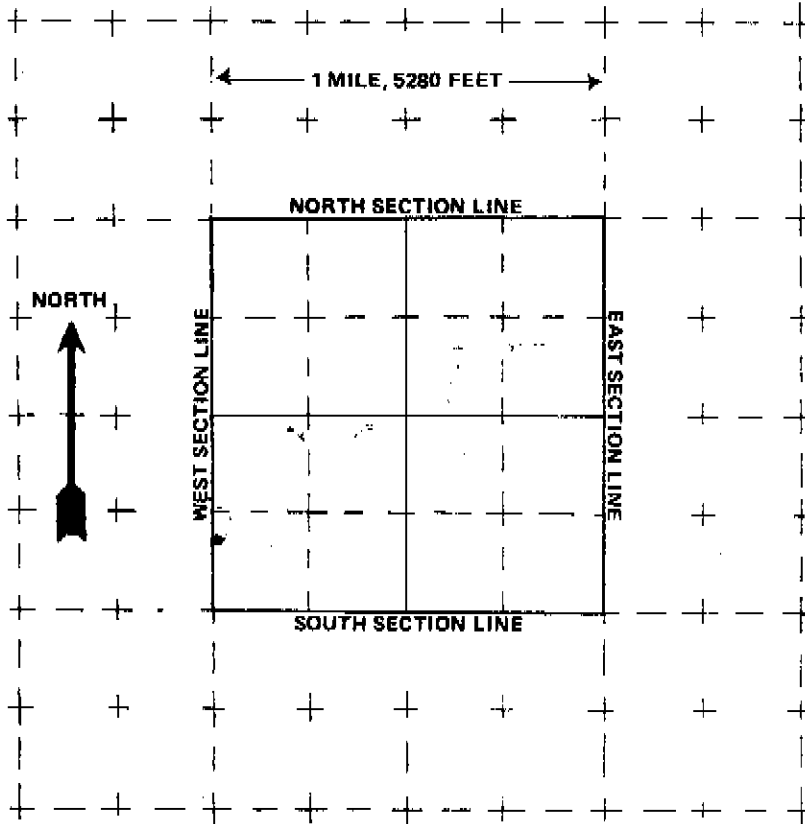 1 MILE, 5280 FEET
NORTH SECTION LINE
NORTH
WEST SECTION LINE
EAST SECTION LINE
SOUTH SECTION LINE